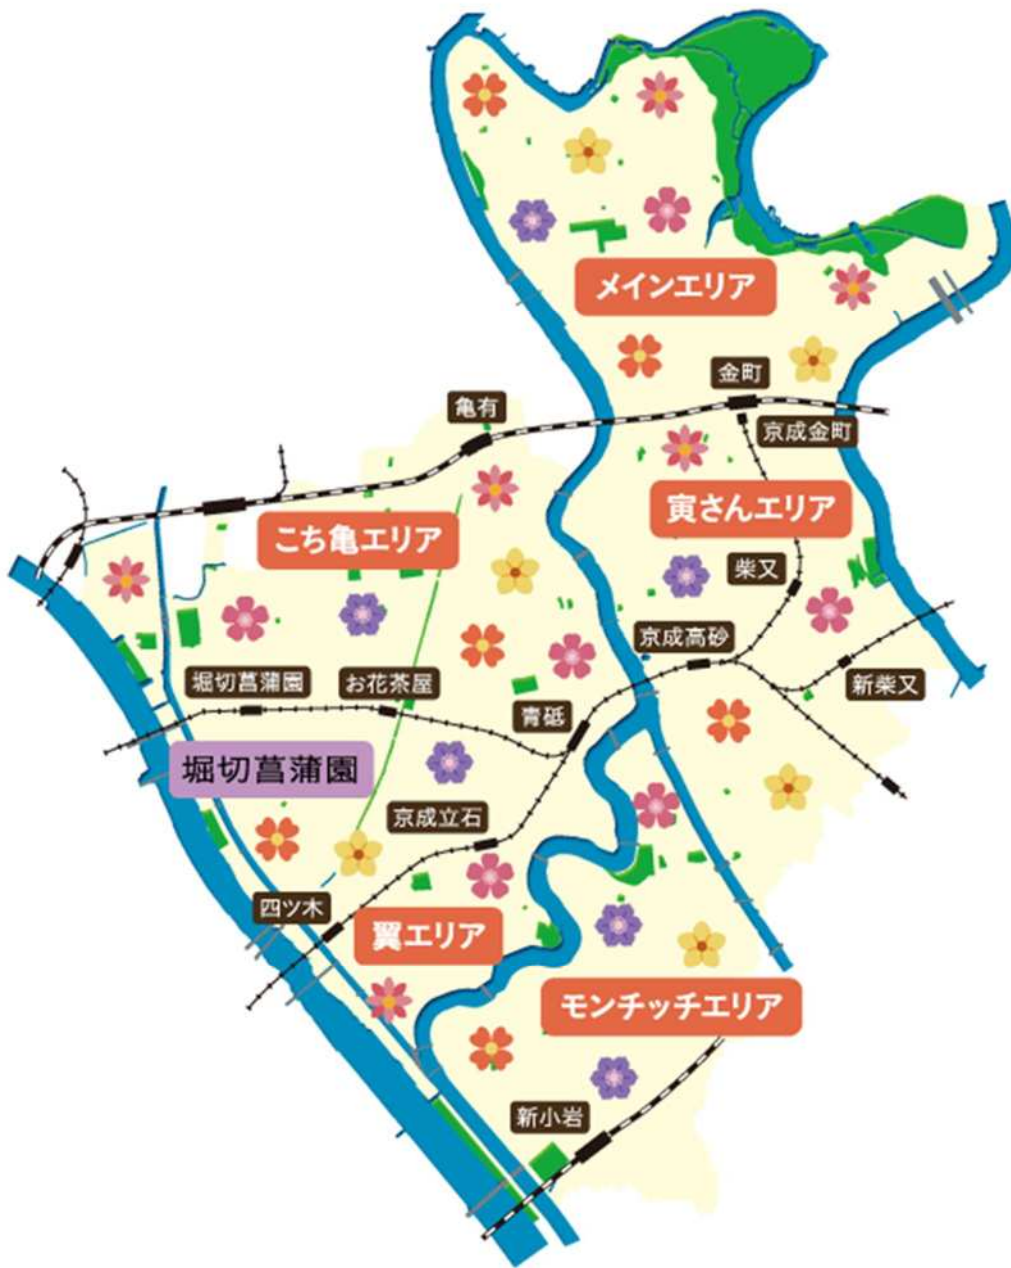 メインエリア
金町
亀有
京成金町
寅さんエリア
こち亀エリア
柴又
京成高砂
堀切菖蒲園
お花茶屋
新柴又
青砥
堀切菖蒲園
京成立石
四ツ木
翼エリア
モンチッチエリア
新小岩